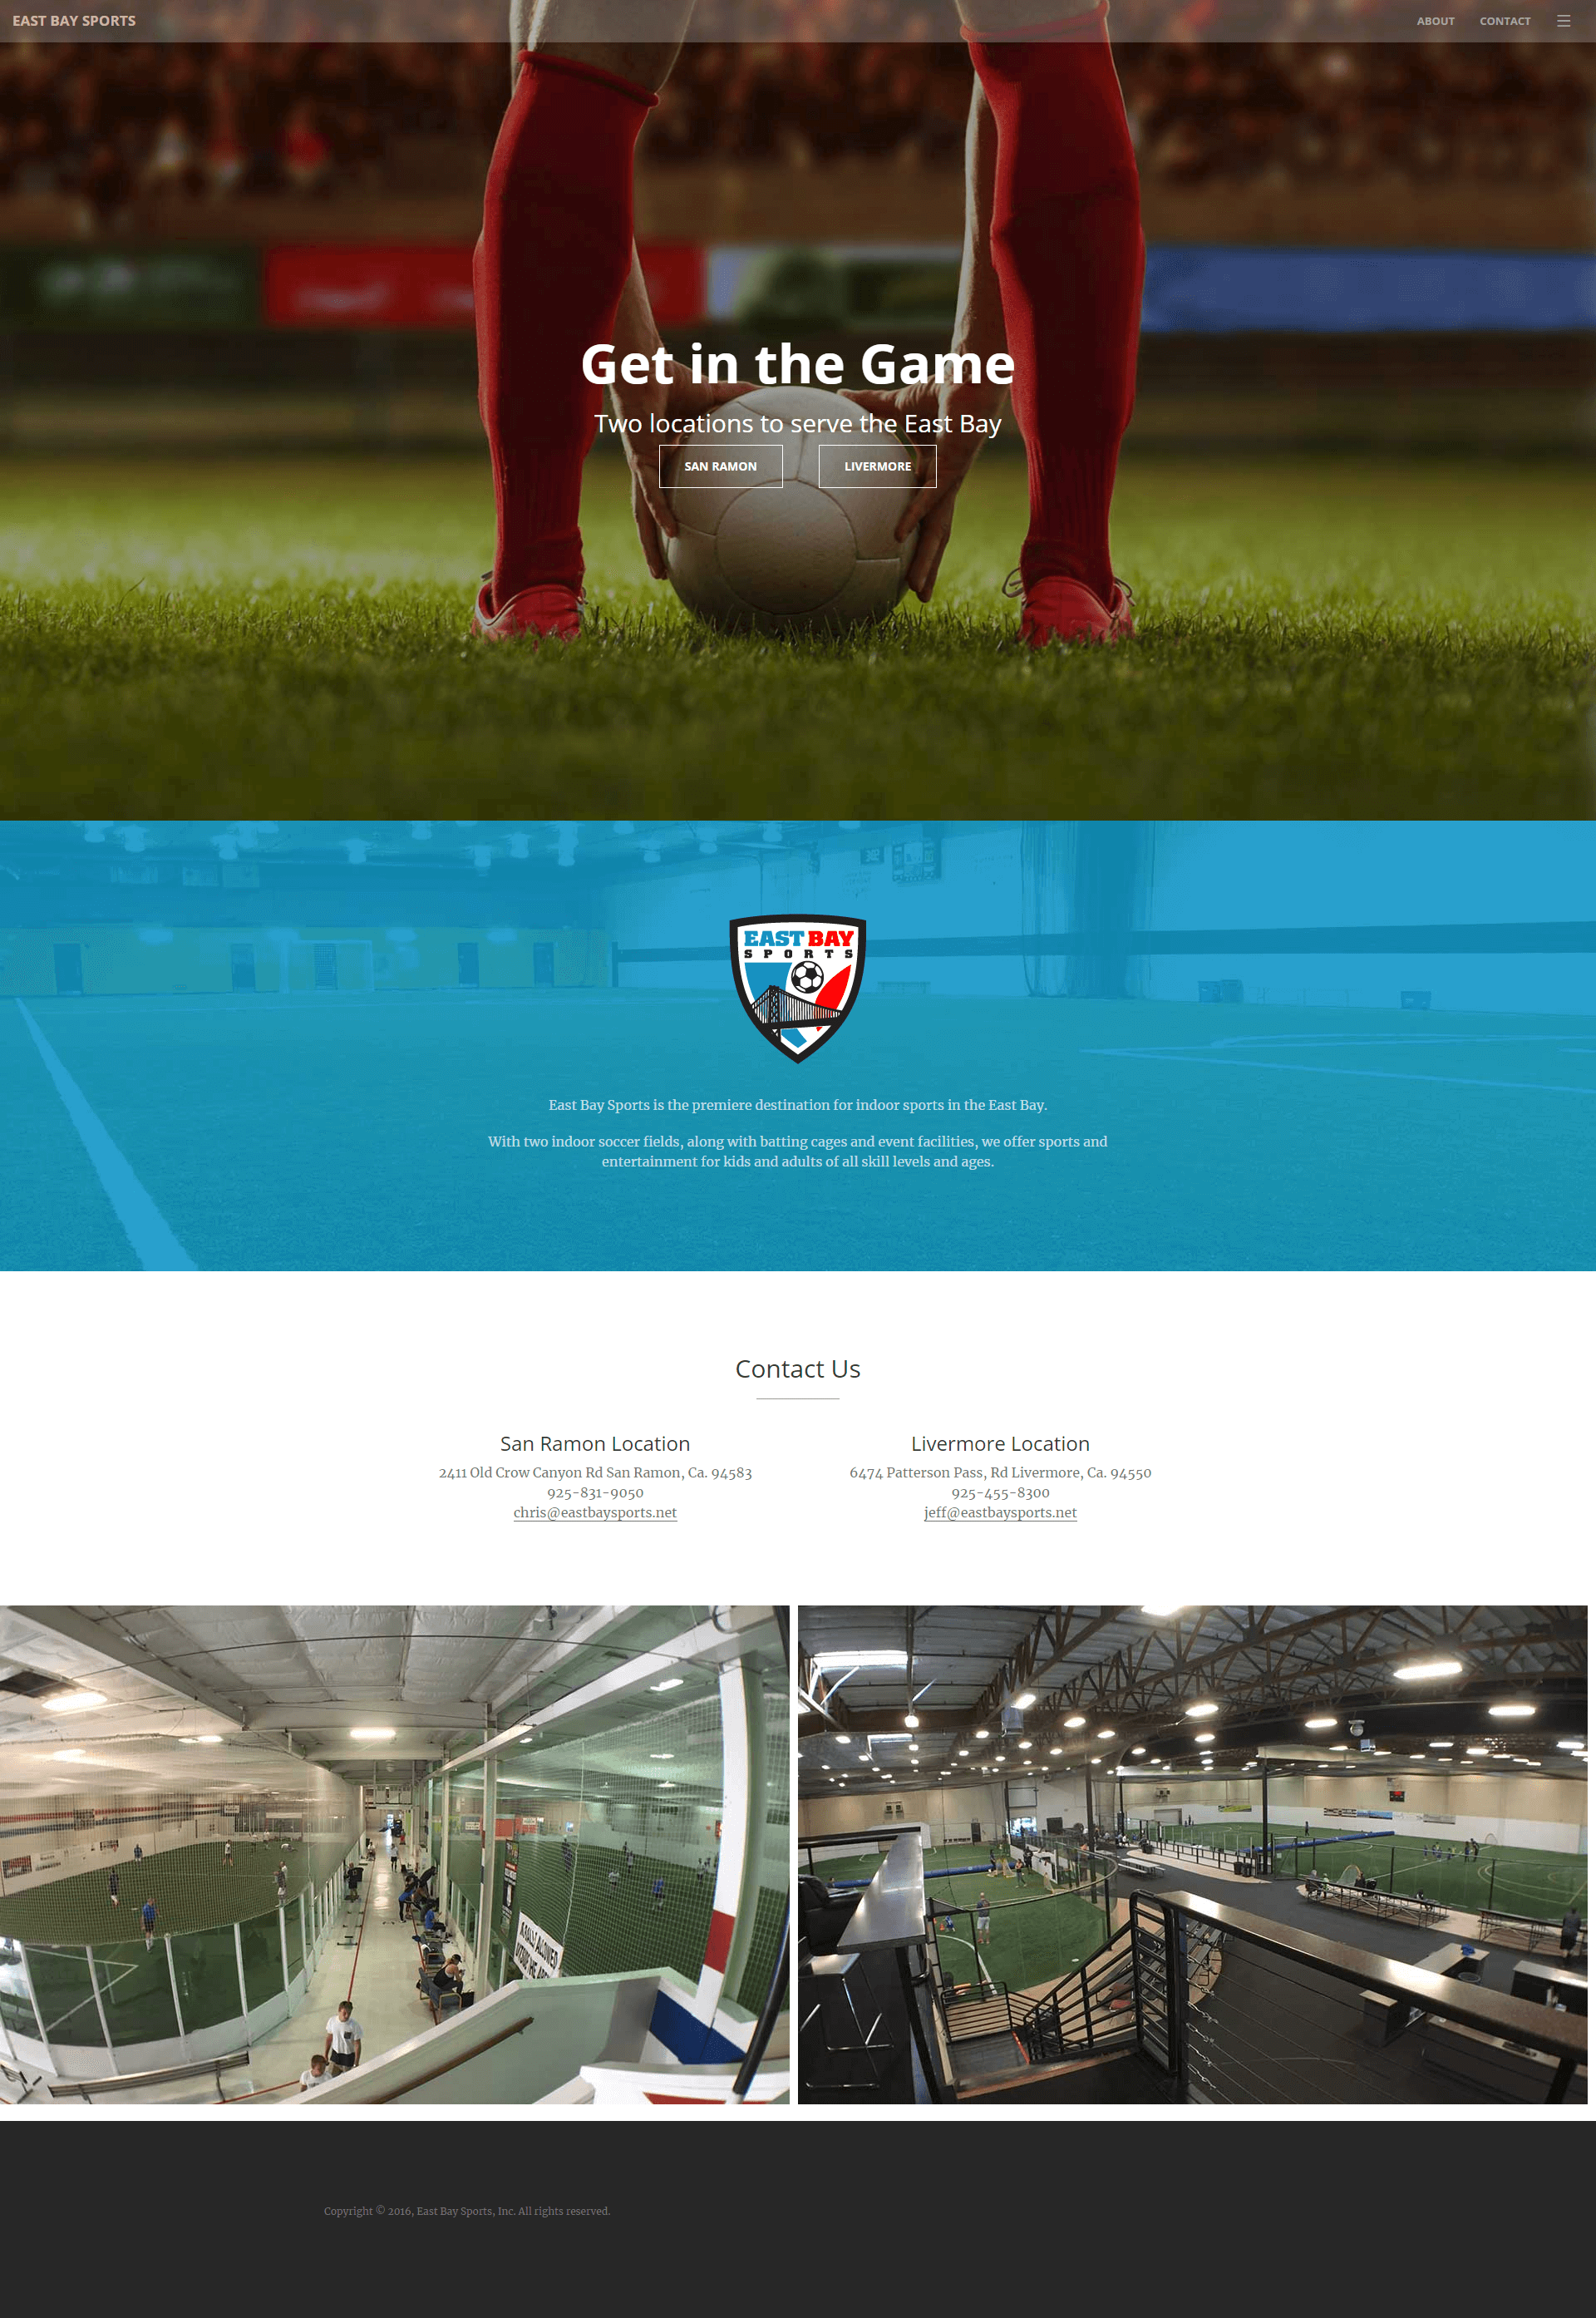 EAST BAY SPORTS
ABOUT
CONTACT
Get in the Game
Two locations to serve the East Bay
SAN RAMON
LIVERMORE
EAST BAY
SPORTS
East Bay Sports is the premiere destination for indoor sports in the East Bay.
With two indoor soccer fields, along with batting cages and event facilities, we offer sports and
entertainment for kids and adults of all skill levels and ages.
Contact Us
San Ramon Location
2411 Old Crow Canyon Rd San Ramon, Ca. 94583
925-831-9050
chris@eastbaysports.net
Livermore Location
6474 Patterson Pass, Rd Livermore, Ca. 94550
925-455-8300
jeff@eastbaysports.net
ALLOWED
Copyright © 2016, East Bay Sports, Inc. All rights reserved.